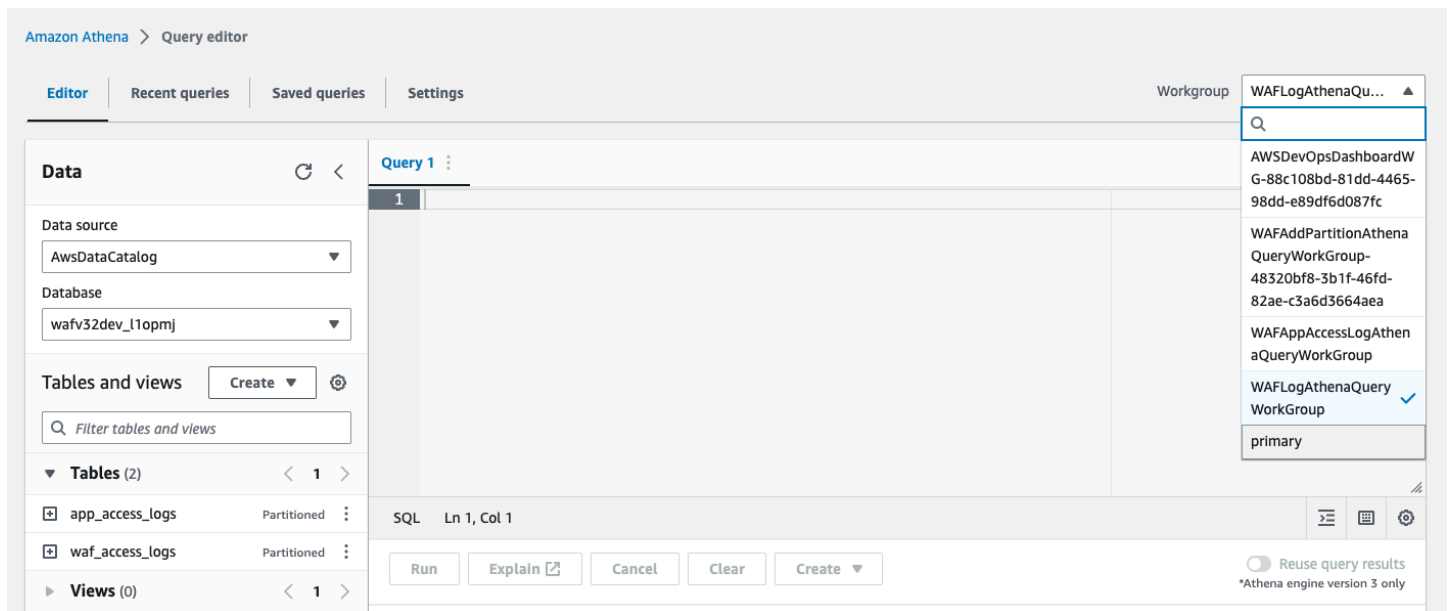 Amazon Athena > Query editor
Editor Recent queries Saved queries Settings
Workgroup WAFLogAthenaQu...
AWSDevOpsDashboardW
G-88c108bd-81dd-4465-
98dd-e89df6d087fc
WAFAddPartitionAthena
QueryWorkGroup-
48320bf8-3b1f-46fd-
82ae-c3a6d3664aea
WAFAppAccessLogAthen
aQueryWorkGroup
WAFLogAthenaQuery
WorkGroup
primary
Data
Data source
AwsDataCatalog
Database
wafv32dev_l1opmj
Tables and views Create
Filter tables and views
Tables (2) < 1 >
app_access_logs Partitioned
waf_access_logs Partitioned
Views (0) < 1 >
Query 1
1
SQL Ln 1, Col 1
Run Explain Cancel Clear Create
Reuse query results
*Athena engine version 3 only